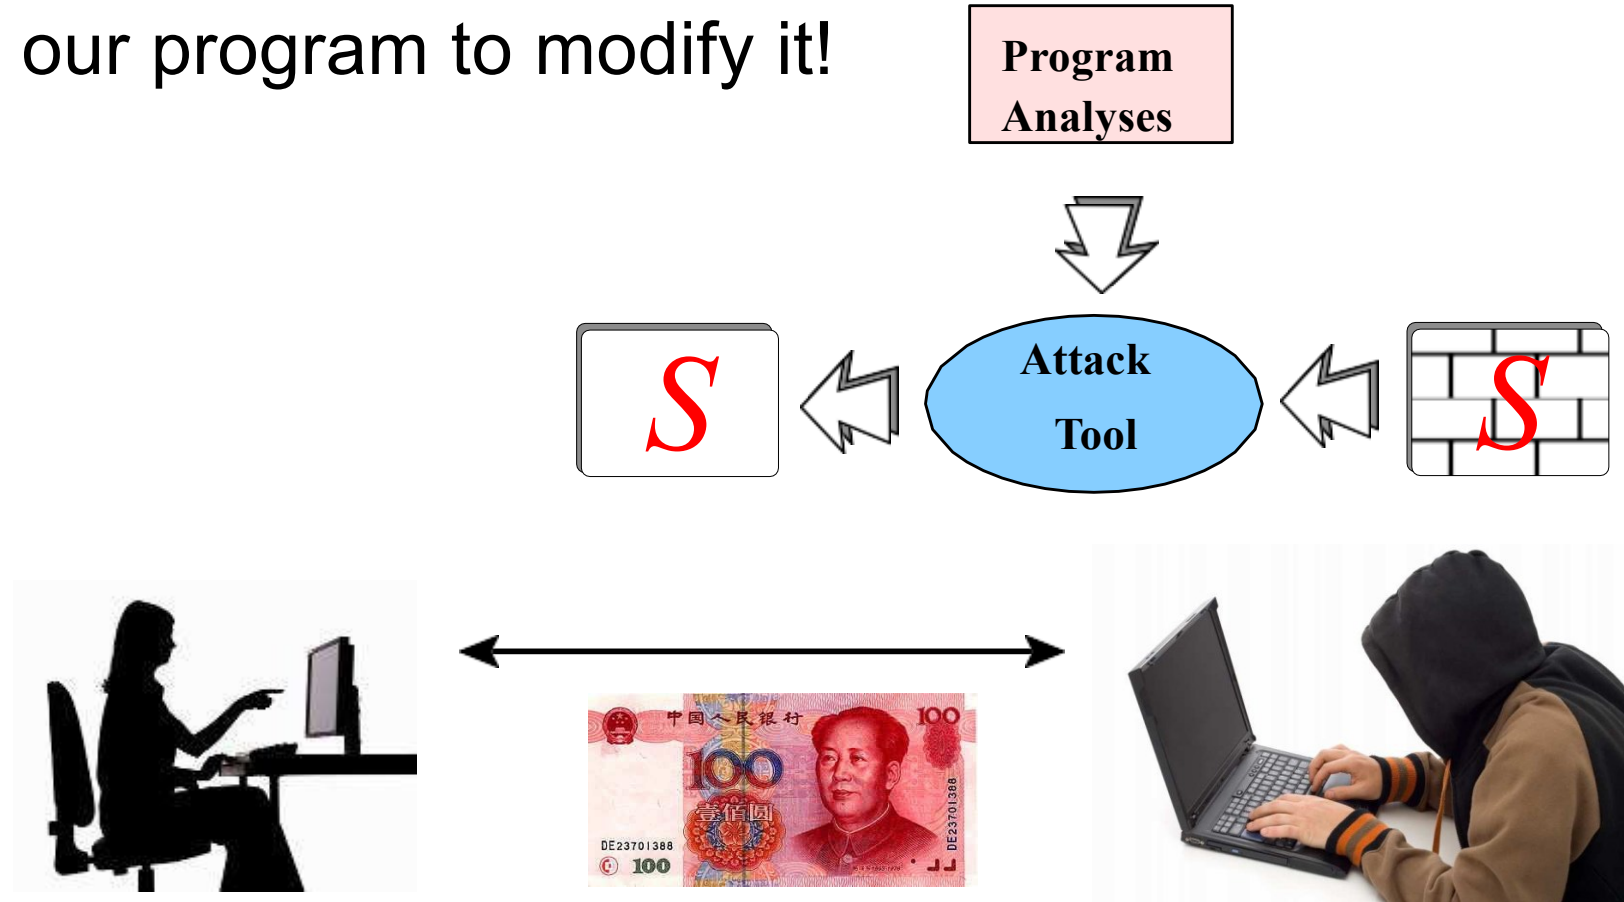 our program to modify it!
Program
Analyses
Attack
Tool
S
S
中国人民银行
100
100
壹佰圆
DE23701388
100
DE23701388